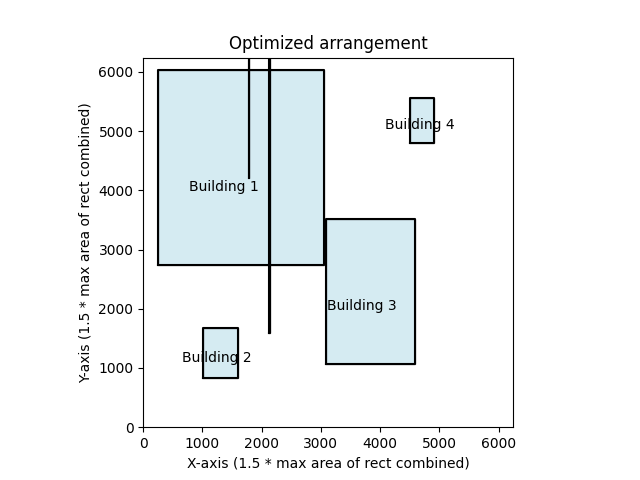 Optimized arrangement
6000
5000
4000
3000
2000
1000
0
Y-axis (1.5 * max area of rect combined)
Building 1
Building 4
Building 3
Building 2
0 1000 2000 3000 4000 5000 6000
X-axis (1.5 * max area of rect combined)